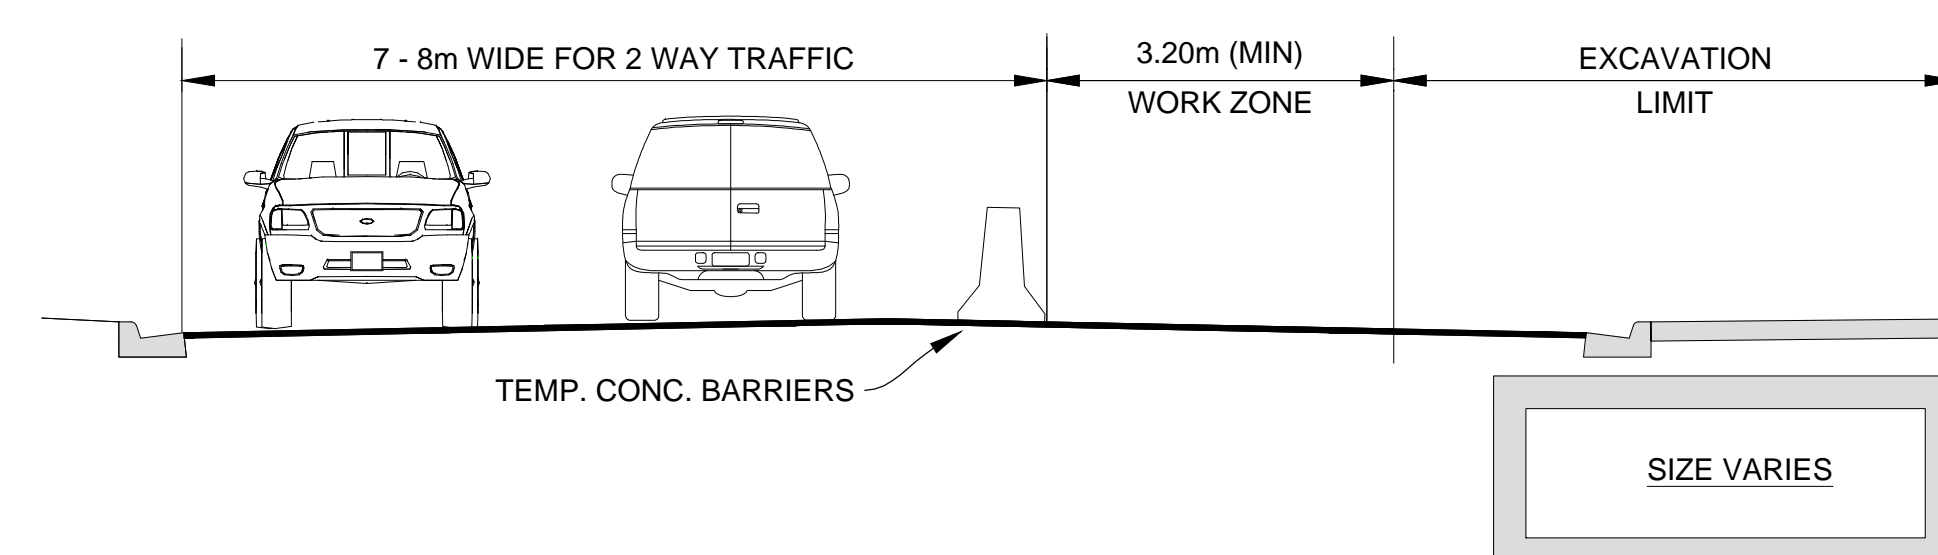 7 - 8m WIDE FOR 2 WAY TRAFFIC
3.20m (MIN)
WORK ZONE
EXCAVATION
LIMIT
TEMP. CONC. BARRIERS
SIZE VARIES